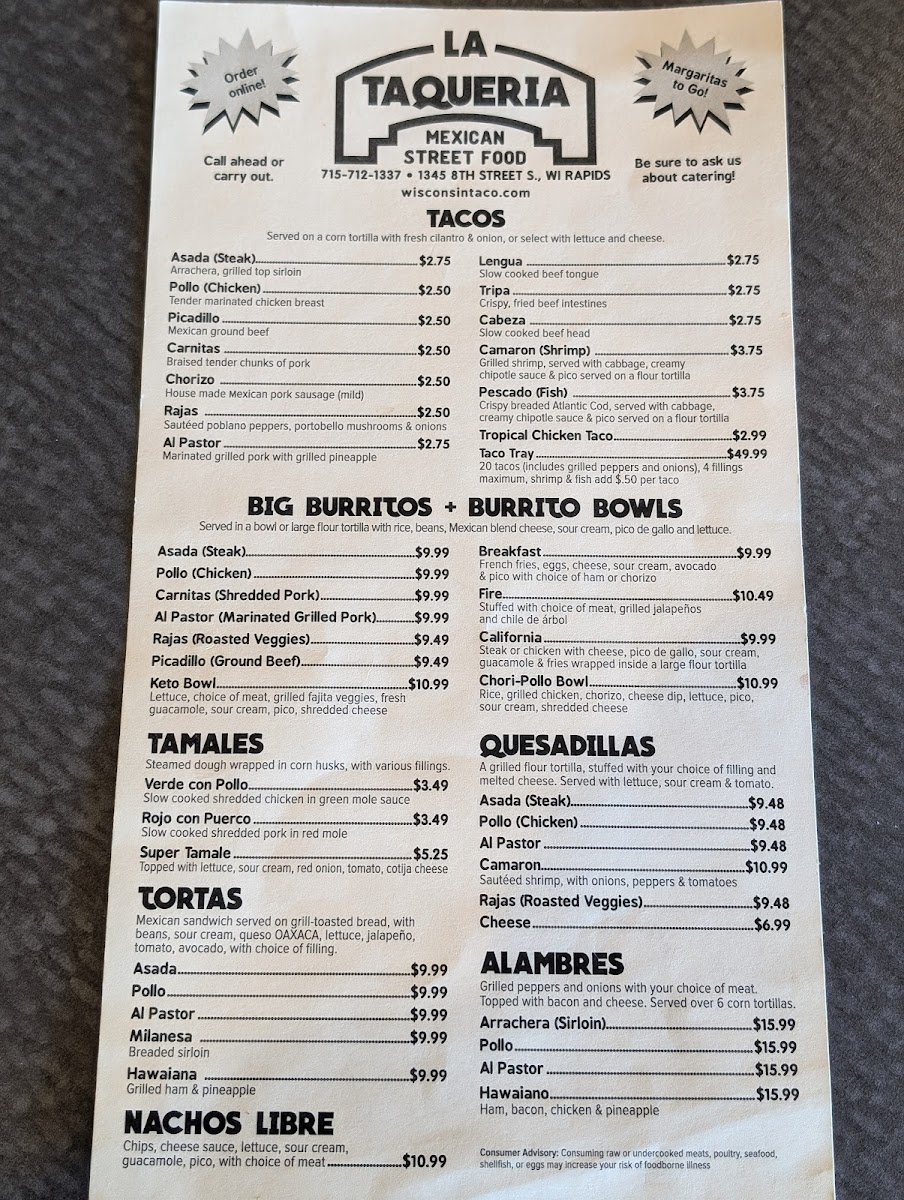 Order
online!
Call ahead or
carry out.
LA
TAQUERIA
MEXICAN
STREET FOOD
715-712-1337 • 1345 8TH STREET S., WI RAPIDS
wisconsintaco.com
Margaritas
to Go!
Be sure to ask us
about catering!
TACOS
Served on a corn tortilla with fresh cilantro & onion, or select with lettuce and cheese.
Asada (Steak) $2.75
Arrachera, grilled top sirloin
Pollo (Chicken) $2.50
Tender marinated chicken breast
Picadillo $2.50
Mexican ground beef
Carnitas $2.50
Braised tender chunks of pork
Chorizo $2.50
House made Mexican pork sausage (mild)
Rajas $2.50
Sautéed poblano peppers, portobello mushrooms & onions
Al Pastor $2.75
Marinated grilled pork with grilled pineapple
Lengua $2.75
Slow cooked beef tongue
Tripa $2.75
Crispy, fried beef intestines
Cabeza $2.75
Slow cooked beef head
Camaron (Shrimp) $3.75
Grilled shrimp, served with cabbage, creamy
chipotle sauce & pico served on a flour tortilla
Pescado (Fish) $3.75
Crispy breaded Atlantic Cod, served with cabbage,
creamy chipotle sauce & pico served on a flour tortilla
Tropical Chicken Taco $2.99
Taco Tray $49.99
20 tacos (includes grilled peppers and onions), 4 fillings
maximum, shrimp & fish add $.50 per taco
BIG BURRITOS + BURRITO BOWLS
Served in a bowl or large flour tortilla with rice, beans, Mexican blend cheese, sour cream, pico de gallo and lettuce.
Asada (Steak) $9.99
Pollo (Chicken) $9.99
Carnitas (Shredded Pork) $9.99
Al Pastor (Marinated Grilled Pork) $9.99
Rajas (Roasted Veggies) $9.49
Picadillo (Ground Beef) $9.49
Keto Bowl $10.99
Lettuce, choice of meat, grilled fajita veggies, fresh
guacamole, sour cream, pico, shredded cheese
Breakfast $9.99
French fries, eggs, cheese, sour cream, avocado
& pico with choice of ham or chorizo
Fire $10.49
Stuffed with choice of meat, grilled jalapeños
and chile de árbol
California $9.99
Steak or chicken with cheese, pico de gallo, sour cream,
guacamole & fries wrapped inside a large flour tortilla
Chori-Pollo Bowl $10.99
Rice, grilled chicken, chorizo, cheese dip, lettuce, pico,
sour cream, shredded cheese
TAMALES
Steamed dough wrapped in corn husks, with various fillings.
Verde con Pollo $3.49
Slow cooked shredded chicken in green mole sauce
Rojo con Puerco $3.49
Slow cooked shredded pork in red mole
Super Tamale $5.25
Topped with lettuce, sour cream, red onion, tomato, cotija cheese
TORTAS
Mexican sandwich served on grill-toasted bread, with
beans, sour cream, queso OAXACA, lettuce, jalapeño,
tomato, avocado, with choice of filling.
Asada $9.99
Pollo $9.99
Al Pastor $9.99
Milanesa $9.99
Breaded sirloin
Hawaiana $9.99
Grilled ham & pineapple
NACHOS LIBRE
Chips, cheese sauce, lettuce, sour cream,
guacamole, pico, with choice of meat $10.99
QUESADILLAS
A grilled flour tortilla, stuffed with your choice of filling and
melted cheese. Served with lettuce, sour cream & tomato.
Asada (Steak) $9.48
Pollo (Chicken) $9.48
Al Pastor $9.48
Camaron $10.99
Sautéed shrimp, with onions, peppers & tomatoes
Rajas (Roasted Veggies) $9.48
Cheese $6.99
ALAMBRES
Grilled peppers and onions with your choice of meat.
Topped with bacon and cheese. Served over 6 corn tortillas.
Arrachera (Sirloin) $15.99
Pollo $15.99
Al Pastor $15.99
Hawaiano $15.99
Ham, bacon, chicken & pineapple
Consumer Advisory: Consuming raw or undercooked meats, poultry, seafood,
shellfish, or eggs may increase your risk of foodborne illness